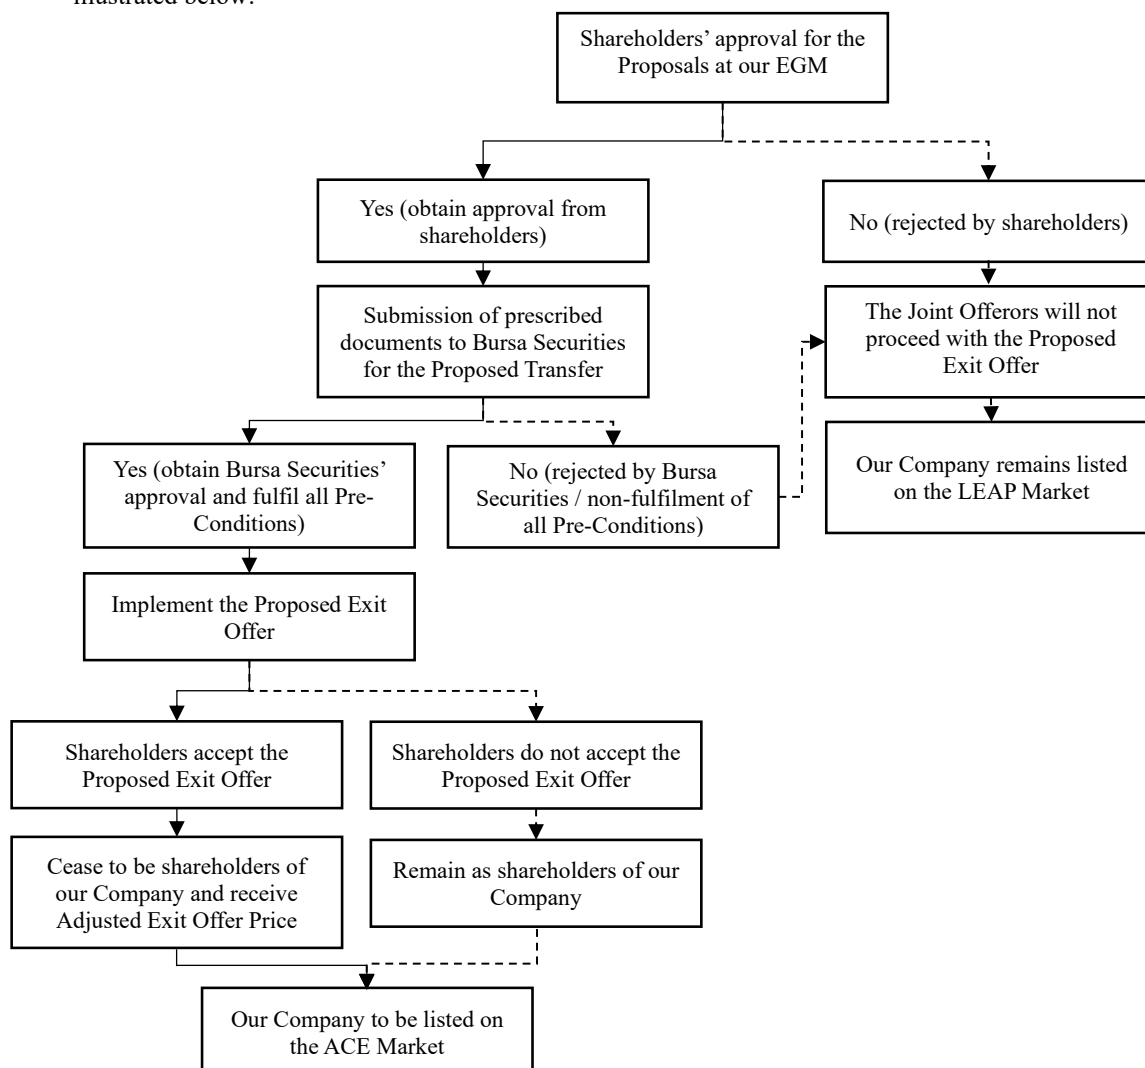 illustrated below:
Shareholders' approval for the
Proposals at our EGM
Yes (obtain approval from
shareholders)
No (rejected by shareholders)
Submission of prescribed
documents to Bursa Securities
for the Proposed Transfer
The Joint Offerors will not
proceed with the Proposed
Exit Offer
Yes (obtain Bursa Securities'
approval and fulfil all Pre-
Conditions)
No (rejected by Bursa
Securities / non-fulfilment of
all Pre-Conditions)
Our Company remains listed
on the LEAP Market
Implement the Proposed Exit
Offer
Shareholders accept the
Proposed Exit Offer
Shareholders do not accept the
Proposed Exit Offer
Cease to be shareholders of
our Company and receive
Adjusted Exit Offer Price
Remain as shareholders of our
Company
Our Company to be listed on
the ACE Market